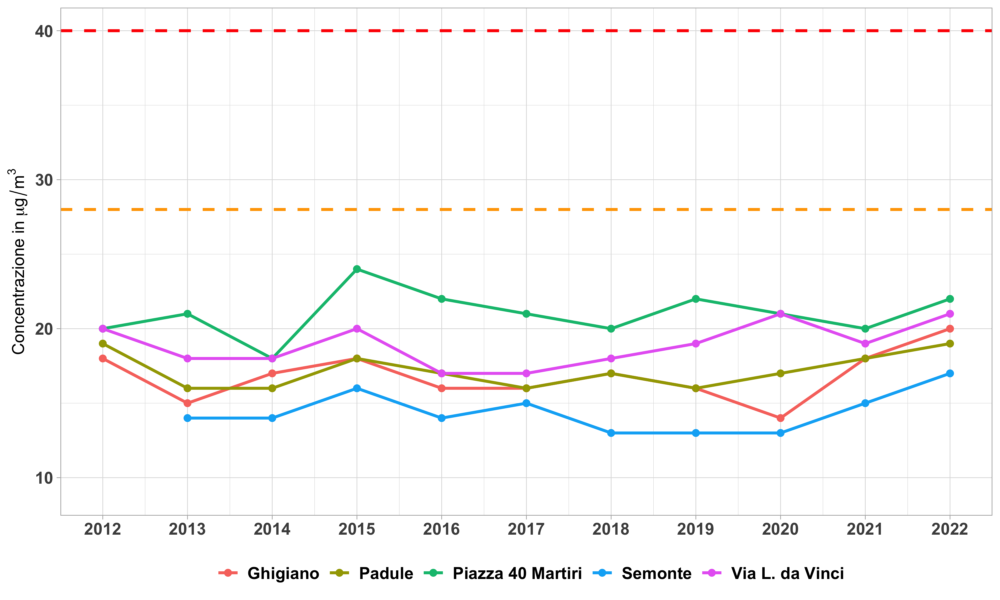 Concentrazione in µg/m³
40
30
20
10
2012 2013 2014 2015 2016 2017 2018 2019 2020 2021 2022
Ghigiano Padule Piazza 40 Martiri Semonte Via L. da Vinci